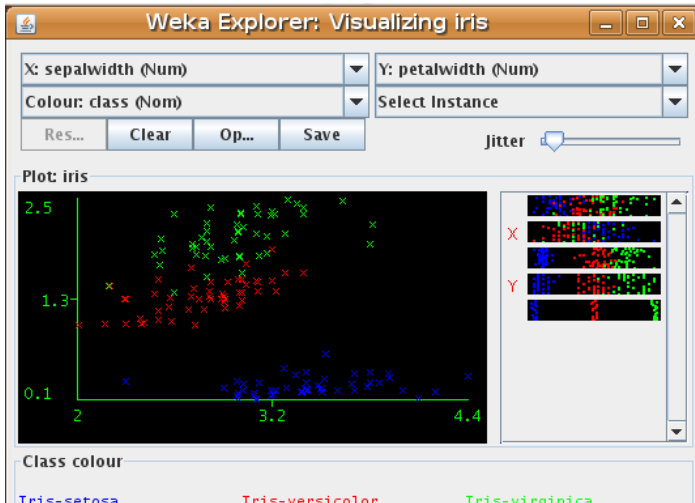 Weka Explorer: Visualizing iris
X: sepalwidth (Num)
Y: petalwidth (Num)
Colour: class (Nom)
Select Instance
Res...
Clear
Op...
Save
Jitter
Plot: iris
2.5
1.3
0.1
2
3.2
4.4
X
Y
Class colour
Iris-setosa
Iris-versicolor
Iris-virginica